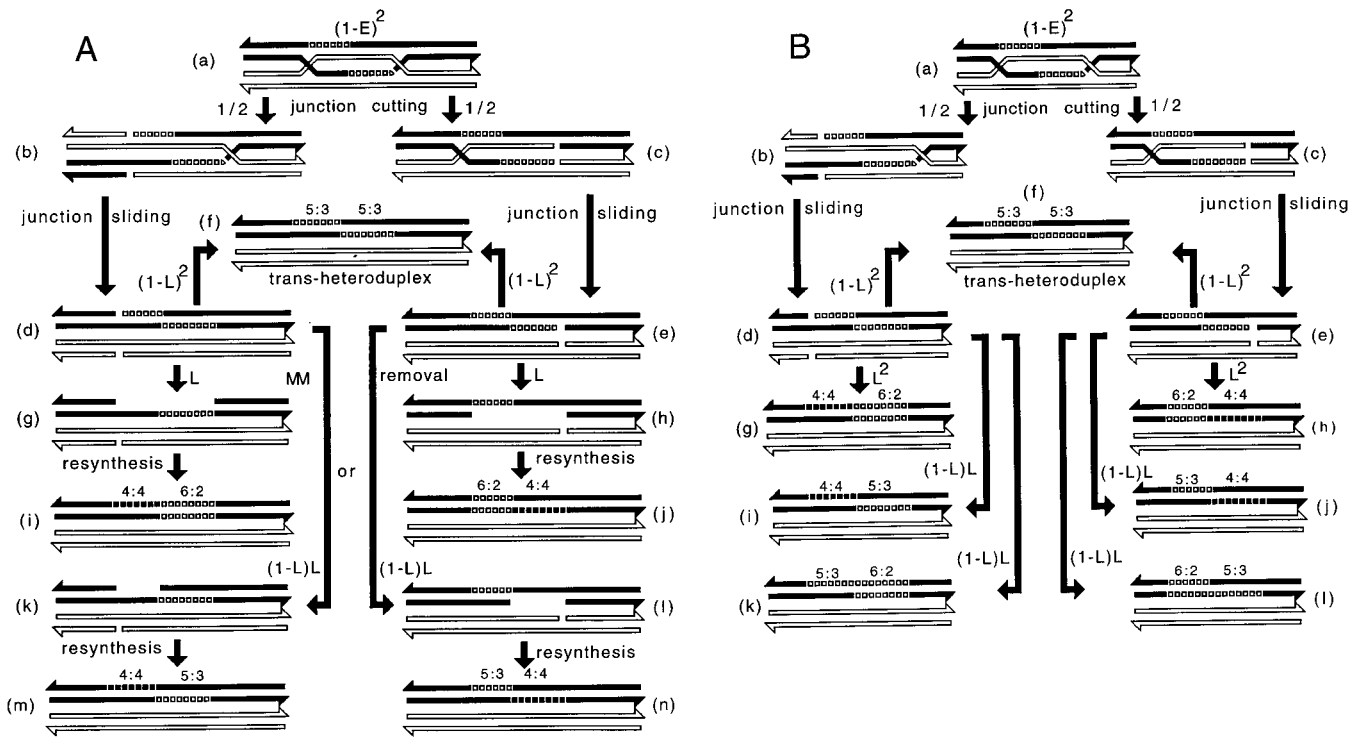 A
(1-E)2
(a)
1/2 junction cutting 1/2
(b)
(c)
junction sliding
(f)
5:3 5:3
junction sliding
trans-heteroduplex
(1-L)2
(1-L)2
(d)
(e)
L
MM
removal
L
(g)
(h)
resynthesis
or
resynthesis
4:4 6:2
6:2 4:4
(i)
(j)
(1-L)L
(1-L)L
(k)
(l)
resynthesis
resynthesis
4:4 5:3
5:3 4:4
(m)
(n)
B
(1-E)2
(a)
1/2 junction cutting 1/2
(b)
(c)
(f)
junction sliding
5:3 5:3
junction sliding
trans-heteroduplex
(1-L)2
(1-L)2
(d)
(e)
L2
L2
4:4 6:2
6:2 4:4
(g)
(h)
(1-L)L
(1-L)L
4:4 5:3
5:3 4:4
(i)
(j)
(1-L)L
(1-L)L
5:3 6:2
6:2 5:3
(k)
(l)